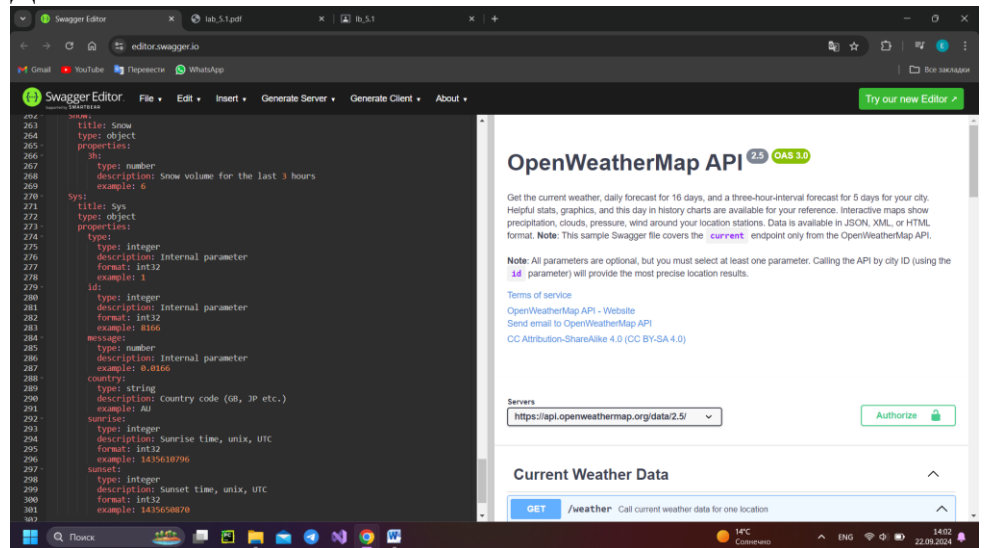 Swagger Editor
lab_5.1.pdf
lb_5.1
editor.swagger.io
Gmail
YouTube
Перевести
WhatsApp
Все закладки
Swagger Editor.
Supported by SMARTBEAR
File
Edit
Insert
Generate Server
Generate Client
About
Try our new Editor
262 Snow:
263 title: Snow
264 type: object
265 properties:
266 3h:
267 type: number
268 description: Snow volume for the last 3 hours
269 example: 6
270 Sys:
271 title: Sys
272 type: object
273 properties:
274 type:
275 type: integer
276 description: Internal parameter
277 format: int32
278 example: 1
279 id:
280 type: integer
281 description: Internal parameter
282 format: int32
283 example: 8166
284 message:
285 type: number
286 description: Internal parameter
287 example: 0.0166
288 country:
289 type: string
290 description: Country code (GB, JP etc.)
291 example: AU
292 sunrise:
293 type: integer
294 description: Sunrise time, unix, UTC
295 format: int32
296 example: 1435610796
297 sunset:
298 type: integer
299 description: Sunset time, unix, UTC
300 format: int32
301 example: 1435650870
302
OpenWeatherMap API 2.5 OAS 3.0
Get the current weather, daily forecast for 16 days, and a three-hour-interval forecast for 5 days for your city.
Helpful stats, graphics, and this day in history charts are available for your reference. Interactive maps show
precipitation, clouds, pressure, wind around your location stations. Data is available in JSON, XML, or HTML
format. Note: This sample Swagger file covers the current endpoint only from the OpenWeatherMap API.
Note: All parameters are optional, but you must select at least one parameter. Calling the API by city ID (using the
id parameter) will provide the most precise location results.
Terms of service
OpenWeatherMap API - Website
Send email to OpenWeatherMap API
CC Attribution-ShareAlike 4.0 (CC BY-SA 4.0)
Servers
https://api.openweathermap.org/data/2.5/
Authorize
Current Weather Data
GET /weather Call current weather data for one location
Поиск
14°C
Солнечно
ENG
14:02
22.09.2024